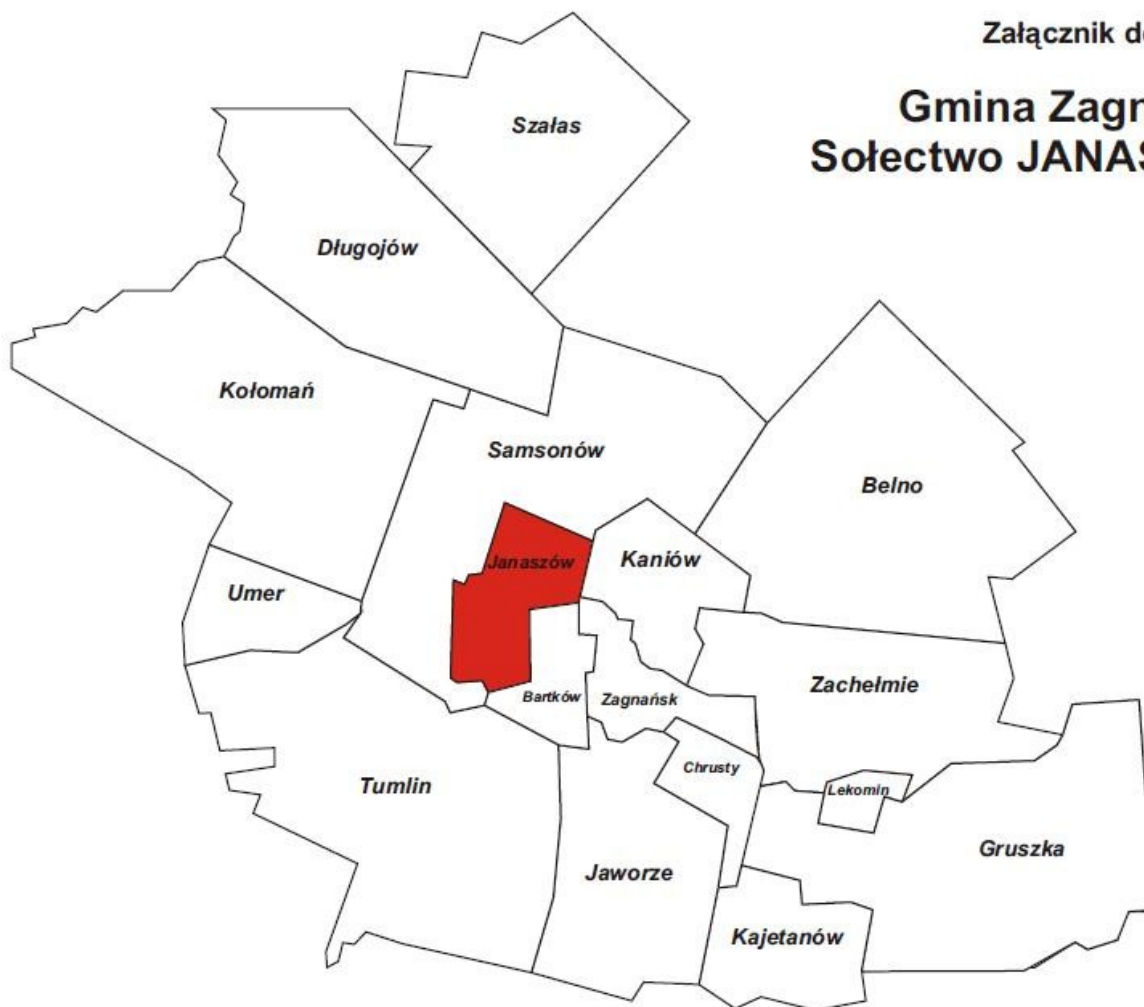 Załącznik d
Gmina Zagn
Sołectwo JANAS
Szałas
Długojów
Kołomań
Samsonów
Belno
Janaszów
Kaniów
Umer
Zachełmie
Bartków
Zagnańsk
Chrusty
Tumlin
Lekomin
Gruszka
Jaworze
Kajetanów